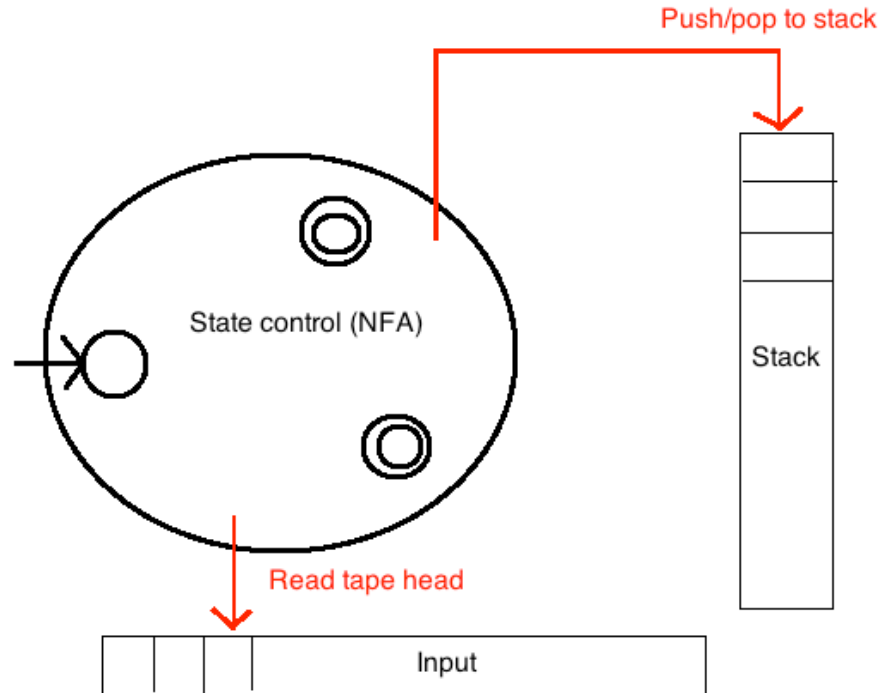 Push/pop to stack
State control (NFA)
Stack
Read tape head
Input